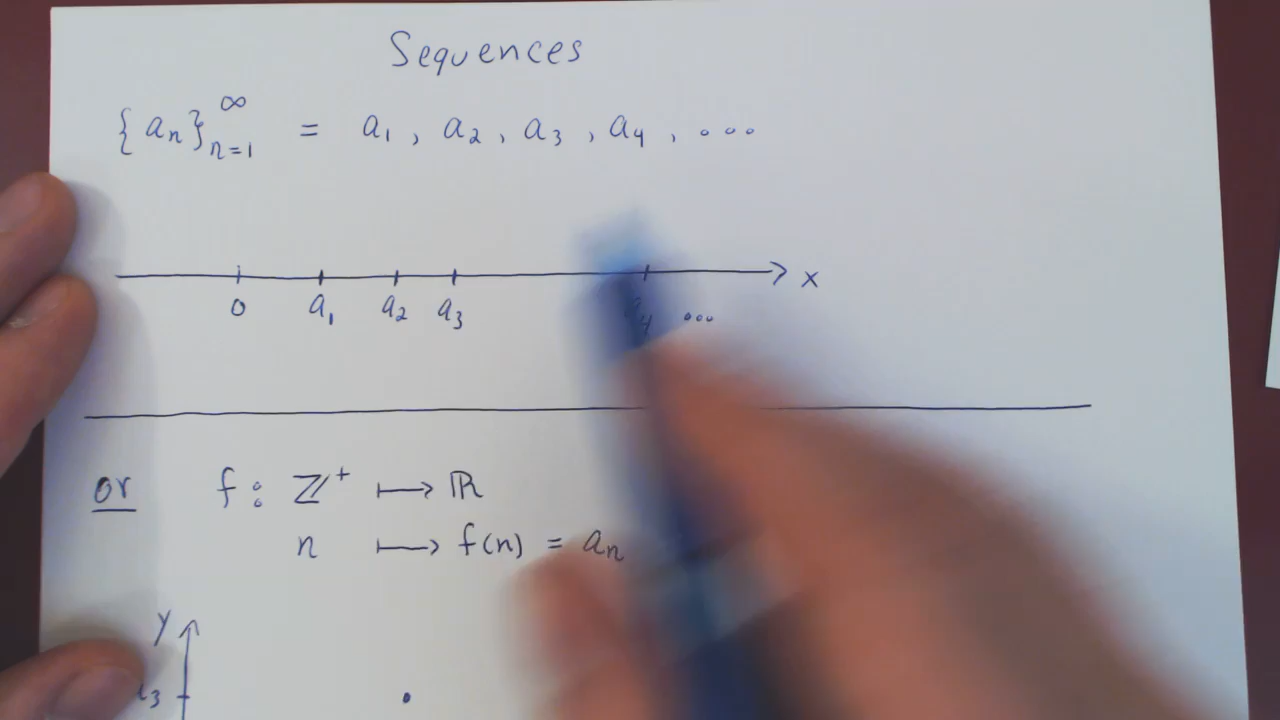 Sequences
{aₙ}ₙ₌₁^∞ = a₁, a₂, a₃, a₄, ...
x
0 a₁ a₂ a₃ ...
or f: ℤ⁺ ⟼ ℝ
n ⟼ f(n) = aₙ
y